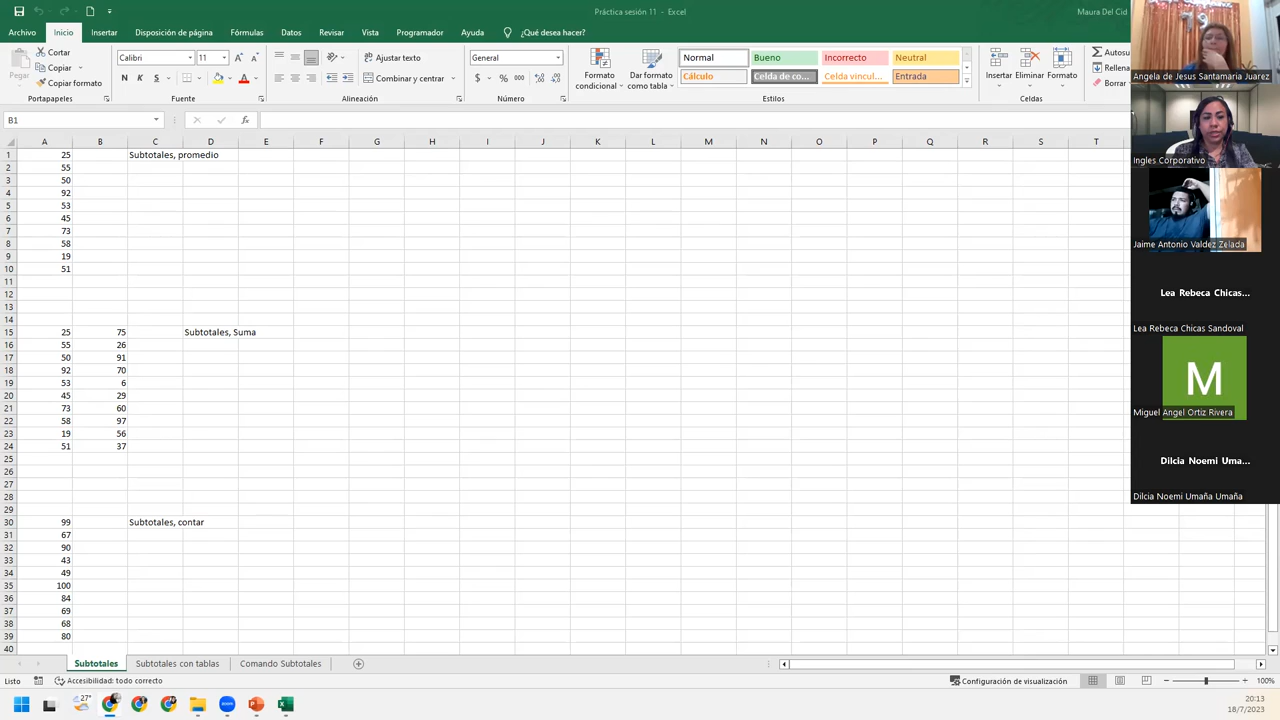 Práctica sesión 11 - Excel
Maura Del Cid
Archivo Inicio Insertar Disposición de página Fórmulas Datos Revisar Vista Programador Ayuda ¿Qué desea hacer?
Pegar
Cortar
Copiar
Copiar formato
Portapapeles
Calibri 11
N K S
Fuente
Ajustar texto
Combinar y centrar
Alineación
General
$ % 000
Número
Formato condicional
Dar formato como tabla
Normal Bueno Incorrecto Neutral
Cálculo Celda de co... Celda vincul... Entrada
Estilos
Insertar Eliminar Formato
Celdas
Autosu
Rellena
Borrar
B1
fx
A B C D E F G H I J K L M N O P Q R S T
1 25 Subtotales, promedio
2 55
3 50
4 92
5 53
6 45
7 73
8 58
9 19
10 51
11
12
13
14
15 25 75 Subtotales, Suma
16 55 26
17 50 91
18 92 70
19 53 6
20 45 29
21 73 60
22 58 97
23 19 56
24 51 37
25
26
27
28
29
30 99 Subtotales, contar
31 67
32 90
33 43
34 49
35 100
36 84
37 69
38 68
39 80
40
Subtotales Subtotales con tablas Comando Subtotales
Listo Accesibilidad: todo correcto
Configuración de visualización
100%
27°
20:13
18/7/2023
Angela de Jesus Santamaria Juarez
Ingles Corporativo
Jaime Antonio Valdez Zelada
Lea Rebeca Chicas...
Lea Rebeca Chicas Sandoval
M
Miguel Angel Ortiz Rivera
Dilcia Noemi Uma...
Dilcia Noemi Umaña Umaña